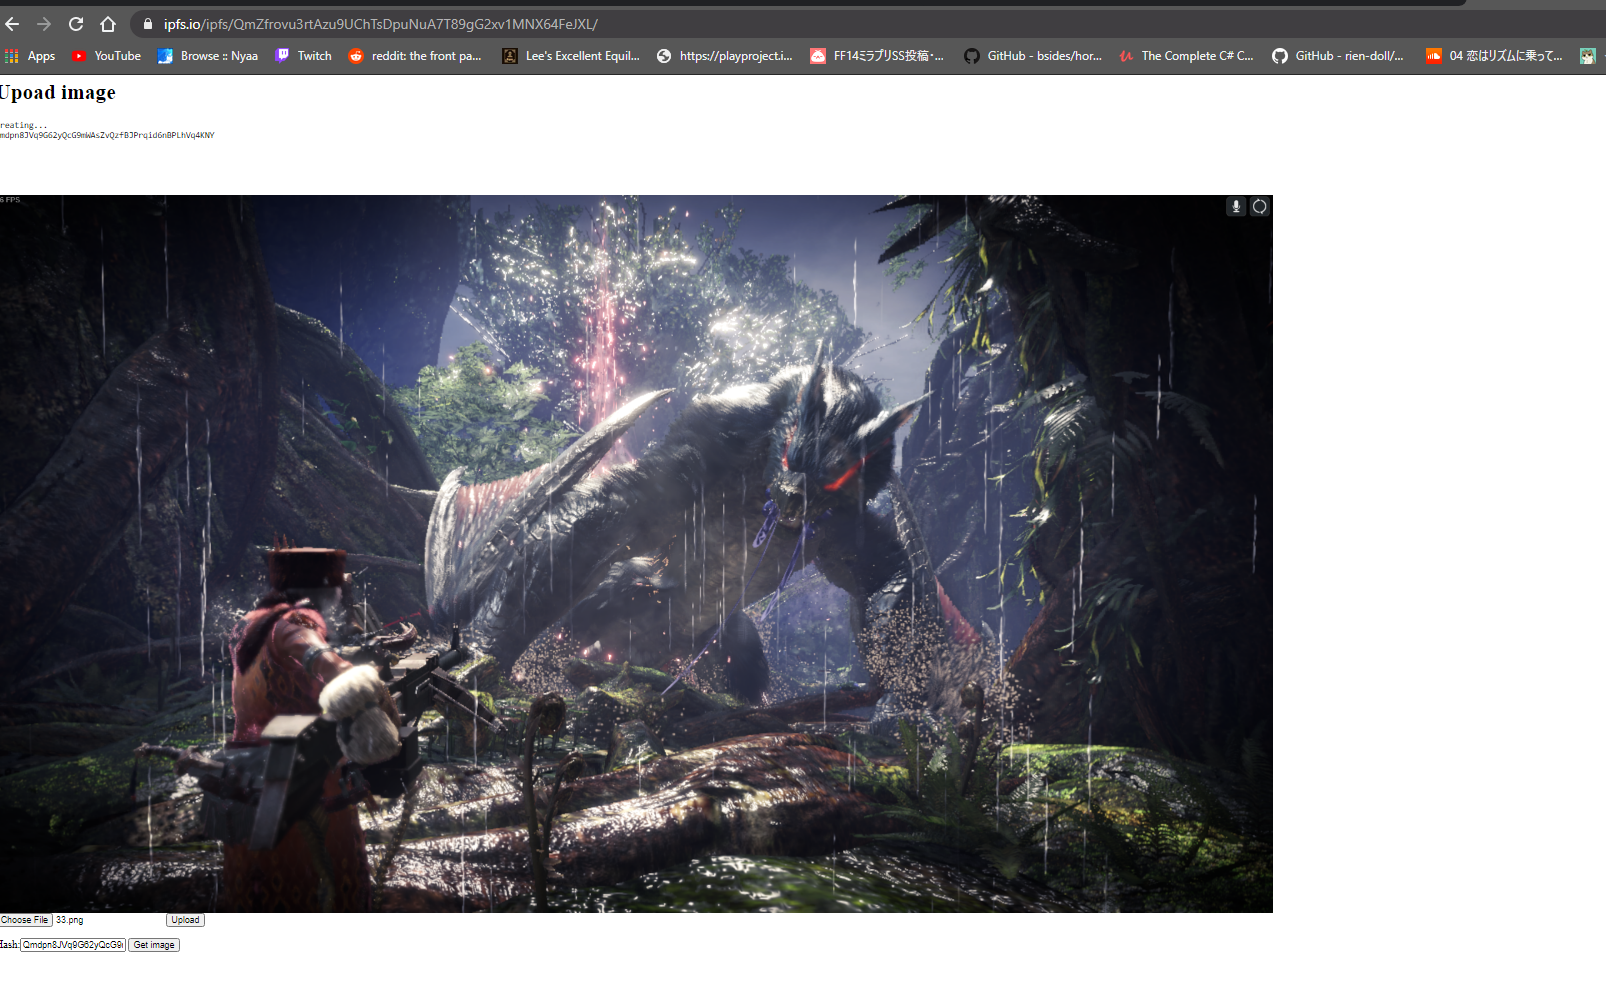 ipfs.io/ipfs/QmZfrovu3rtAzu9UChTsDpuNuA7T89gG2xv1MNX64FeJXL/
Apps YouTube Browse :: Nyaa Twitch reddit: the front pa... Lee's Excellent Equil... https://playproject.i... FF14ﾐﾗﾌﾟﾘSS投稿・... GitHub - bsides/hor... The Complete C# C... GitHub - rien-doll/... 04 恋はリズムに乗って...
Upoad image
reating...
mdpn8JVq9G62yQcG9mWAsZvQzfBJPrqid6nBPLhVq4KNY
6 FPS
Choose File 33.png Upload
Hash: Qmdpn8JVq9G62yQcG9 Get image